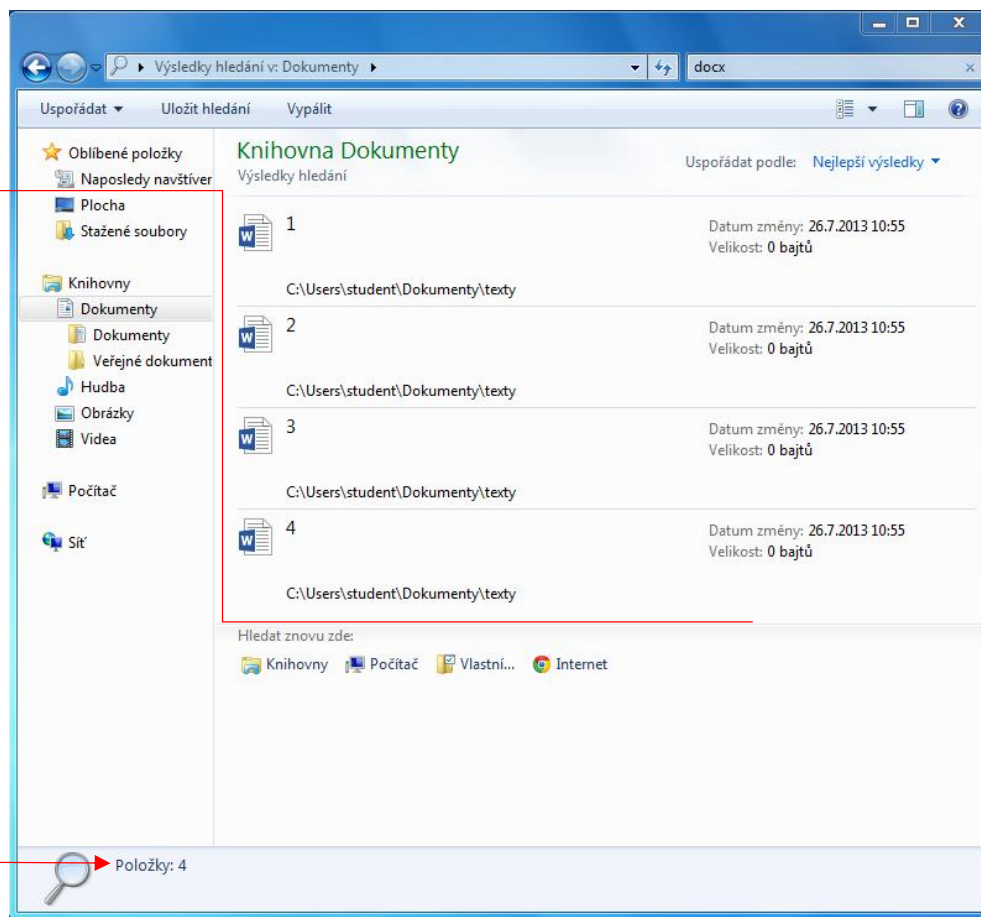 Výsledky hledání v: Dokumenty
docx
Uspořádat
Uložit hledání
Vypálit
Oblíbené položky
Naposledy navštíver
Plocha
Stažené soubory
Knihovny
Dokumenty
Dokumenty
Veřejné dokument
Hudba
Obrázky
Videa
Počítač
Síť
Knihovna Dokumenty
Výsledky hledání
Uspořádat podle: Nejlepší výsledky
1
Datum změny: 26.7.2013 10:55
Velikost: 0 bajtů
C:\Users\student\Dokumenty\texty
2
Datum změny: 26.7.2013 10:55
Velikost: 0 bajtů
C:\Users\student\Dokumenty\texty
3
Datum změny: 26.7.2013 10:55
Velikost: 0 bajtů
C:\Users\student\Dokumenty\texty
4
Datum změny: 26.7.2013 10:55
Velikost: 0 bajtů
C:\Users\student\Dokumenty\texty
Hledat znovu zde:
Knihovny Počítač Vlastní... Internet
Položky: 4